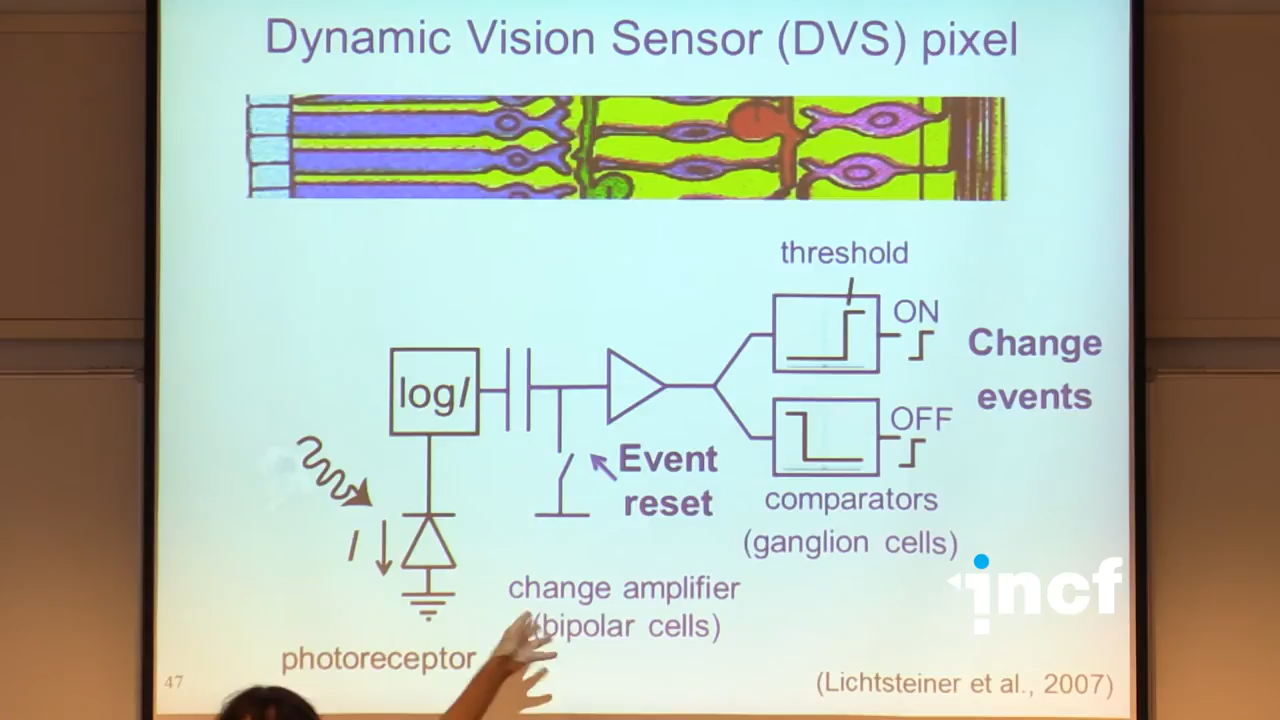 Dynamic Vision Sensor (DVS) pixel
threshold
ON
Change
events
logI
OFF
Event
reset
comparators
(ganglion cells)
I
change amplifier
(bipolar cells)
photoreceptor
47
(Lichtsteiner et al., 2007)
incf